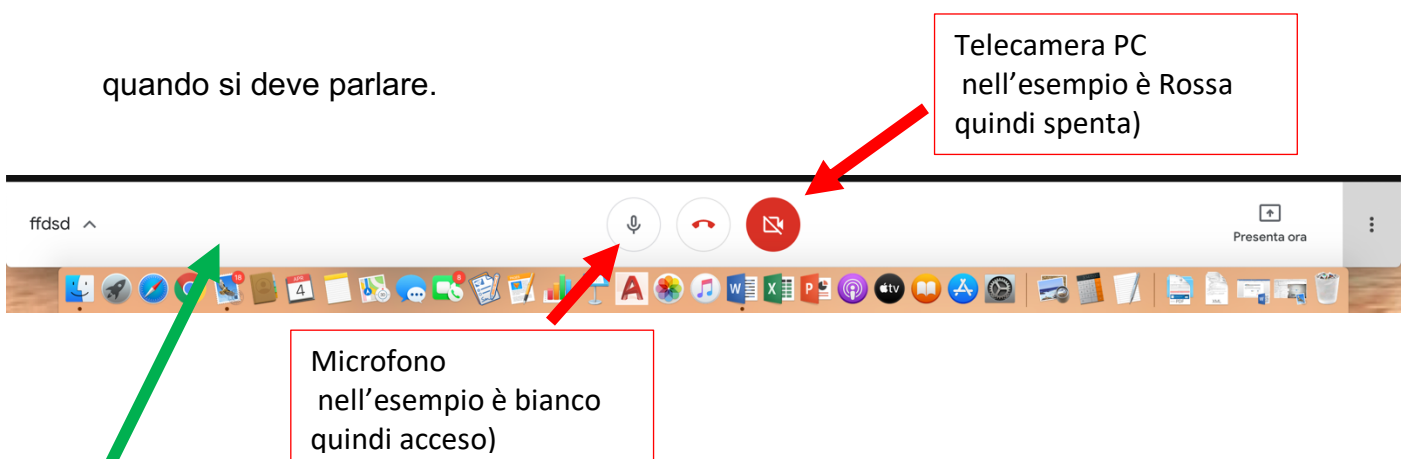 quando si deve parlare.
Telecamera PC
nell’esempio è Rossa
quindi spenta)
ffdsd
Presenta ora
Microfono
nell’esempio è bianco
quindi acceso)